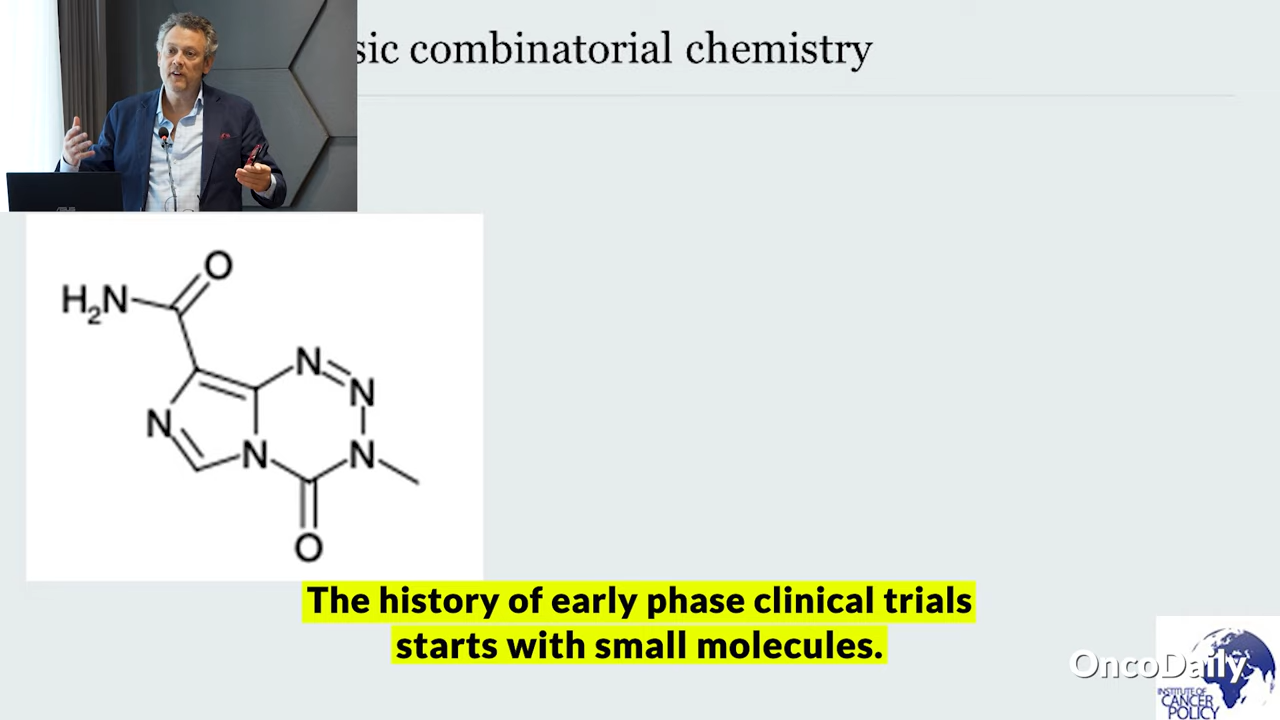 sic combinatorial chemistry
O
H2N
N
N
N
N
N
O
The history of early phase clinical trials
starts with small molecules.
OncoDaily
INSTITUTE OF
CANCER
POLICY